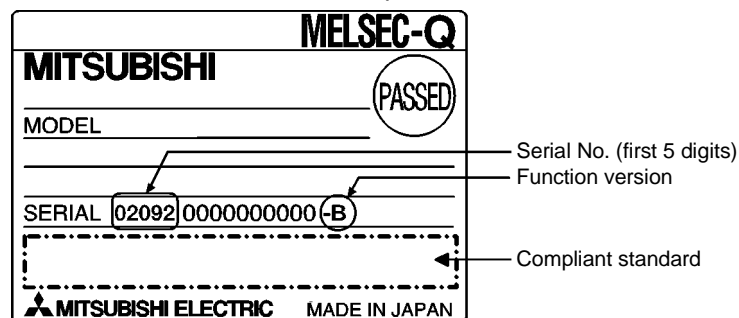 MELSEC-Q
MITSUBISHI
PASSED
MODEL
Serial No. (first 5 digits)
Function version
SERIAL 02092 0000000000 -B
Compliant standard
MITSUBISHI ELECTRIC MADE IN JAPAN